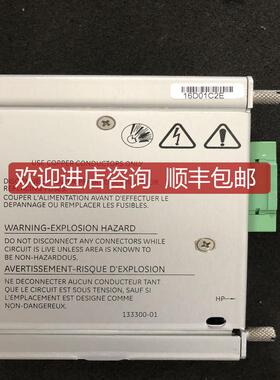 16D01C2E
USE COPPER CONDUCTORS ONLY
欢迎进店咨询 顺丰包邮
COUPER L'ALIMENTATION AVANT D'EFFECTUER LE
DEPANNAGE OU REMPLACER LES FUSIBLES.
WARNING-EXPLOSION HAZARD
DO NOT DISCONNECT ANY CONNECTORS WHILE
CIRCUIT IS LIVE UNLESS AREA IS KNOWN TO
BE NON-HAZARDOUS.
AVERTISSEMENT-RISQUE D'EXPLOSION
NE DECONNECTER AUCUN CONDUCTEUR TANT
QUE LE CIRCUIT EST SOUS TENSION, SAUF SI
L'EMPLACEMENT EST DESIGNE COMME
NON-DANGEREUX.
HP
133300-01